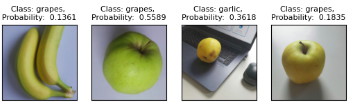 Class: grapes,
Probability:  0.1361
Class: grapes,
Probability:  0.5589
Class: garlic,
Probability:  0.3618
Class: grapes,
Probability:  0.1835